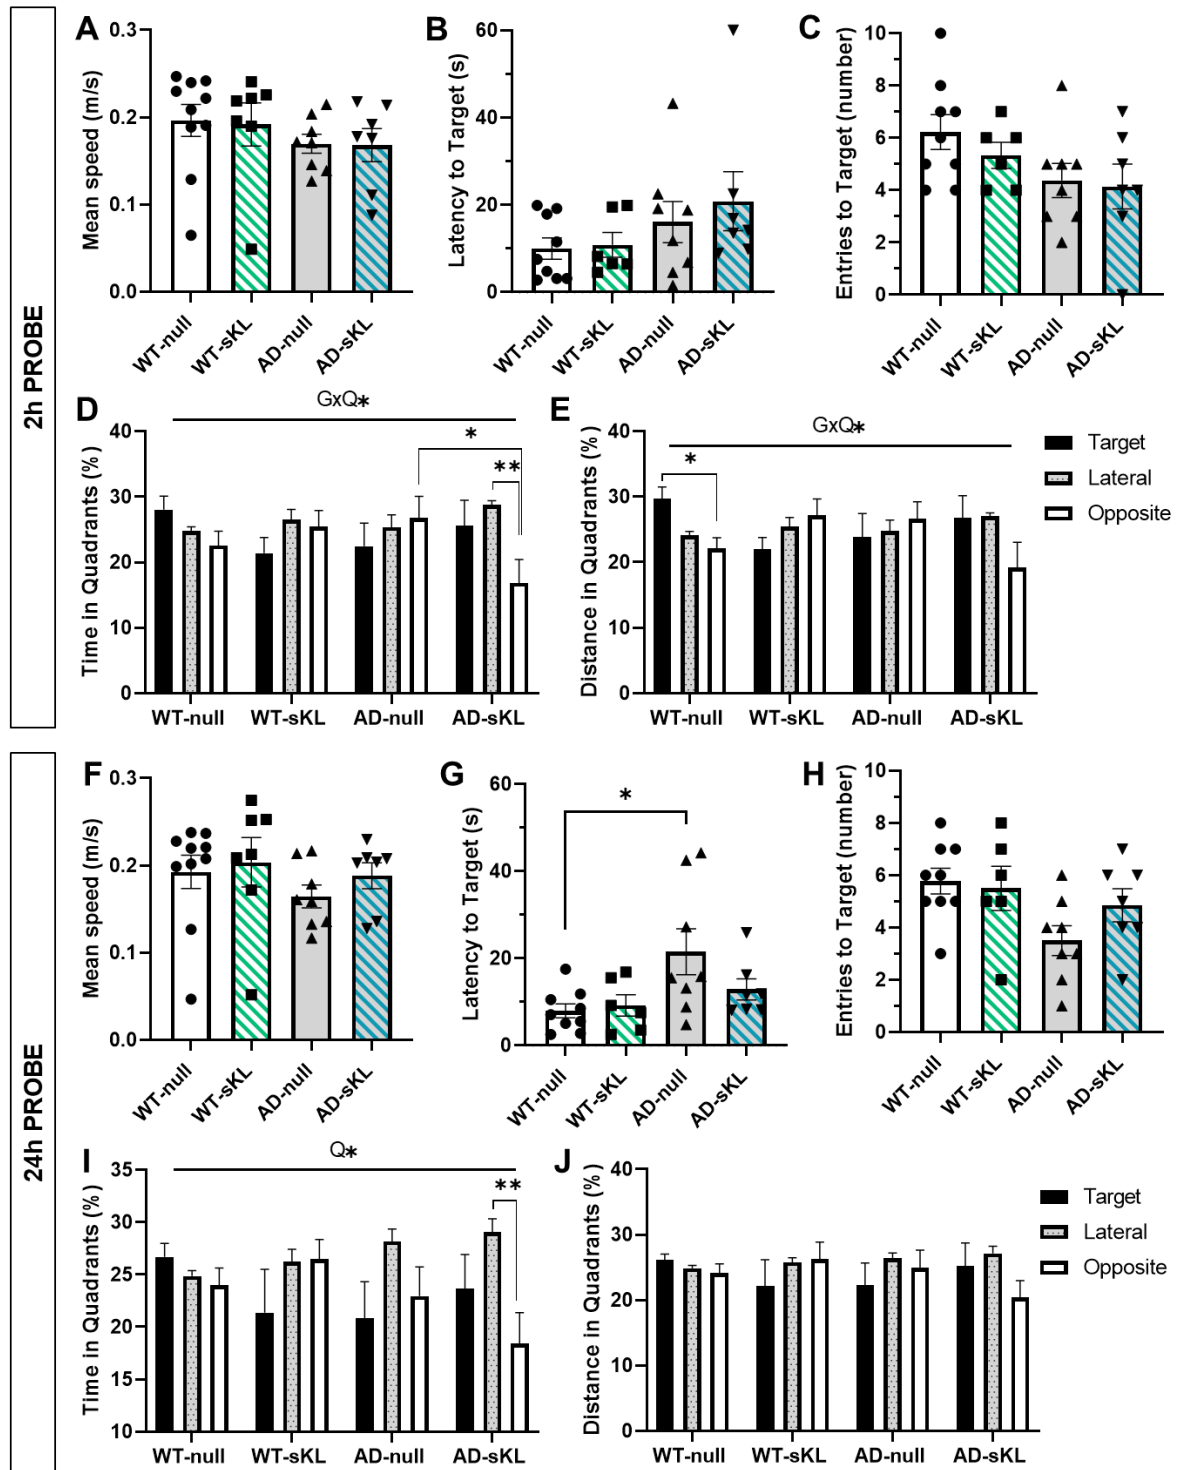 2h PROBE
A
Mean speed (m/s)
0.3
0.2
0.1
0.0
WT-null
WT-sKL
AD-null
AD-sKL
B
Latency to Target (s)
60
40
20
0
WT-null
WT-sKL
AD-null
AD-sKL
C
Entries to Target (number)
10
8
6
4
2
0
WT-null
WT-sKL
AD-null
AD-sKL
D
GxQ*
Time in Quadrants (%)
40
30
20
10
0
*
**
WT-null
WT-sKL
AD-null
AD-sKL
E
GxQ*
Distance in Quadrants (%)
40
30
20
10
0
*
WT-null
WT-sKL
AD-null
AD-sKL
Target
Lateral
Opposite
24h PROBE
F
Mean speed (m/s)
0.3
0.2
0.1
0.0
WT-null
WT-sKL
AD-null
AD-sKL
G
Latency to Target (s)
60
40
20
0
*
WT-null
WT-sKL
AD-null
AD-sKL
H
Entries to Target (number)
10
8
6
4
2
0
WT-null
WT-sKL
AD-null
AD-sKL
I
Q*
Time in Quadrants (%)
35
30
25
20
15
10
**
WT-null
WT-sKL
AD-null
AD-sKL
J
Distance in Quadrants (%)
40
30
20
10
0
WT-null
WT-sKL
AD-null
AD-sKL
Target
Lateral
Opposite